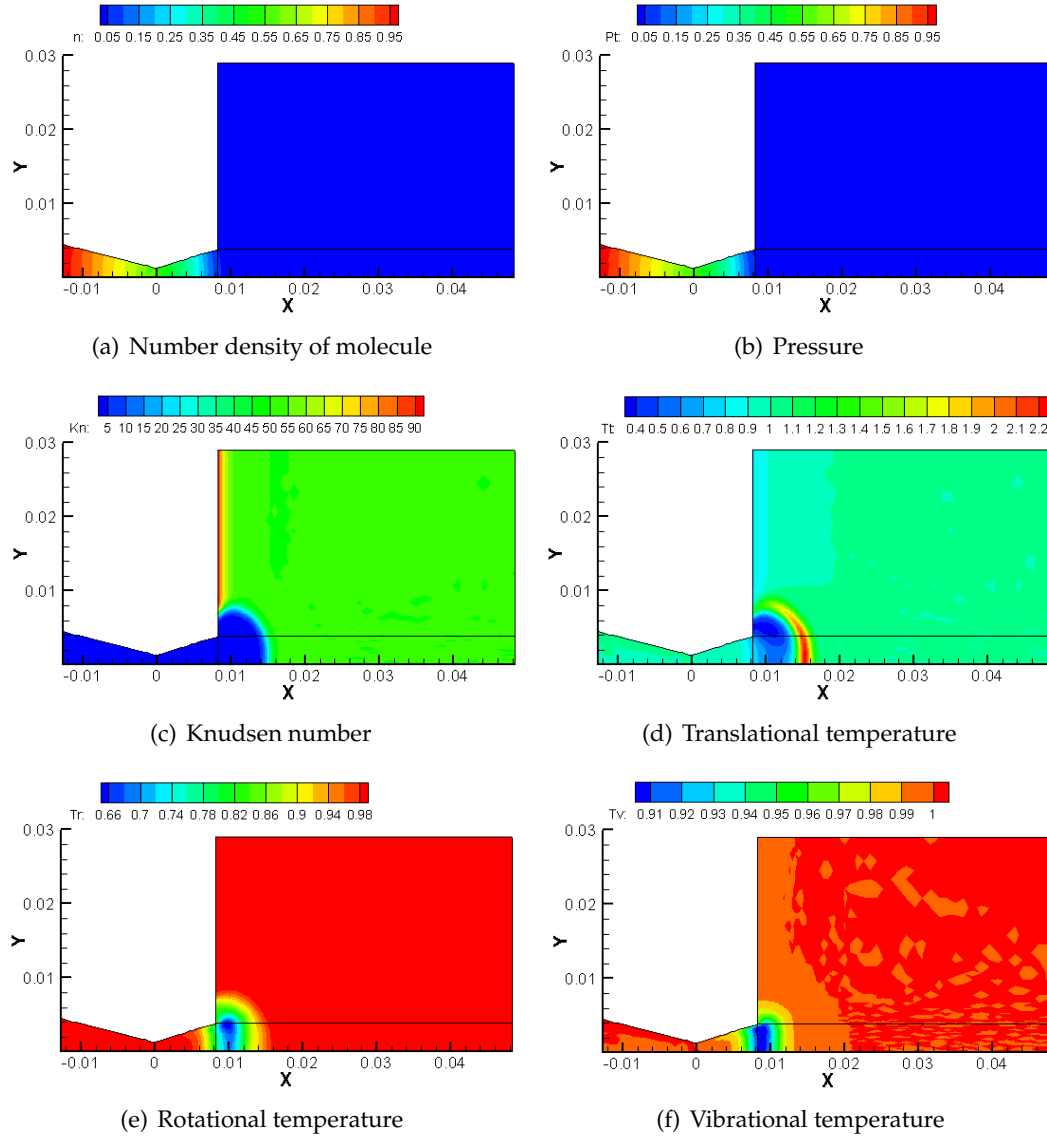 n: 0.05 0.15 0.25 0.35 0.45 0.55 0.65 0.75 0.85 0.95
0.03
0.02
0.01
Y
-0.01 0 0.01 0.02 0.03 0.04
X
(a) Number density of molecule
Pt: 0.05 0.15 0.25 0.35 0.45 0.55 0.65 0.75 0.85 0.95
0.03
0.02
0.01
Y
-0.01 0 0.01 0.02 0.03 0.04
X
(b) Pressure
Kn: 5 10 15 20 25 30 35 40 45 50 55 60 65 70 75 80 85 90
0.03
0.02
0.01
Y
-0.01 0 0.01 0.02 0.03 0.04
X
(c) Knudsen number
Tt 0.4 0.5 0.6 0.7 0.8 0.9 1 1.1 1.2 1.3 1.4 1.5 1.6 1.7 1.8 1.9 2 2.1 2.2
0.03
0.02
0.01
Y
-0.01 0 0.01 0.02 0.03 0.04
X
(d) Translational temperature
Tr: 0.66 0.7 0.74 0.78 0.82 0.86 0.9 0.94 0.98
0.03
0.02
0.01
Y
-0.01 0 0.01 0.02 0.03 0.04
X
(e) Rotational temperature
Tv: 0.91 0.92 0.93 0.94 0.95 0.96 0.97 0.98 0.99 1
0.03
0.02
0.01
Y
-0.01 0 0.01 0.02 0.03 0.04
X
(f) Vibrational temperature